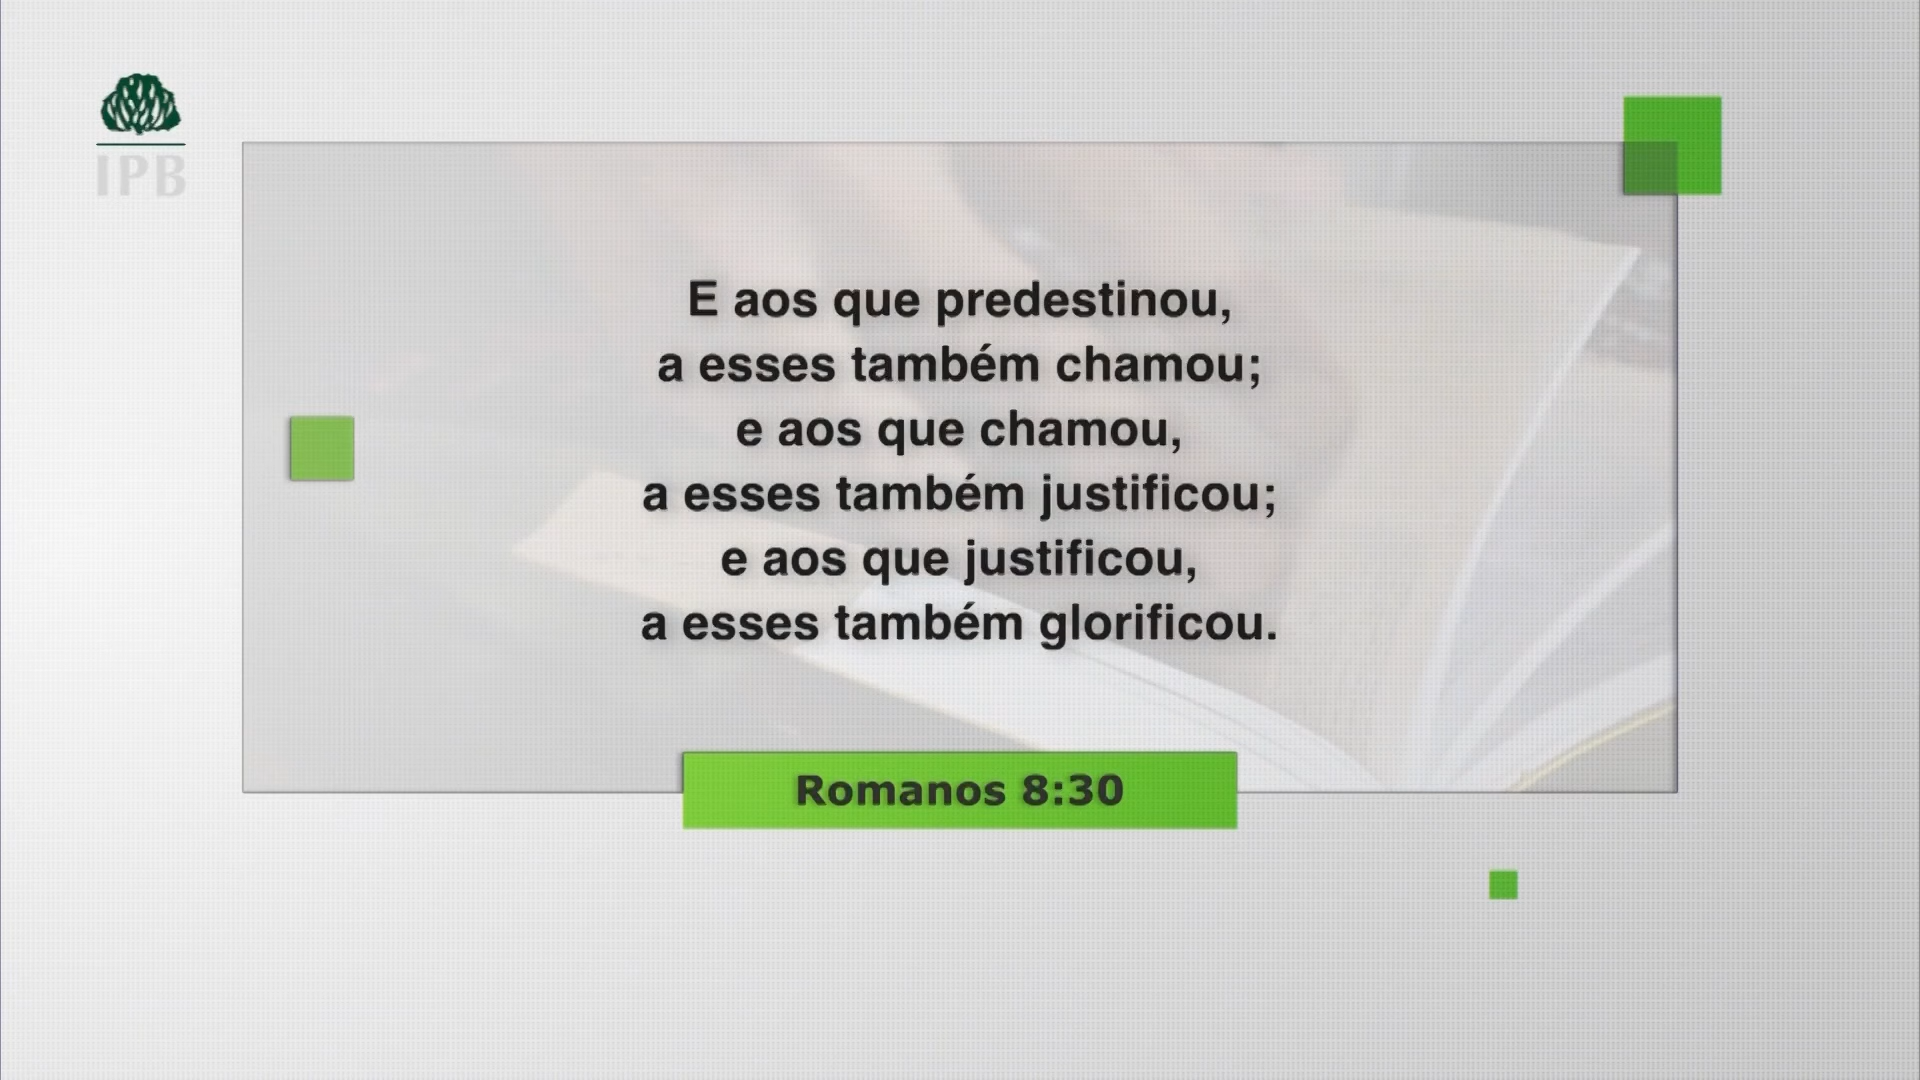 IPB
E aos que predestinou,
a esses também chamou;
e aos que chamou,
a esses também justificou;
e aos que justificou,
a esses também glorificou.
Romanos 8:30